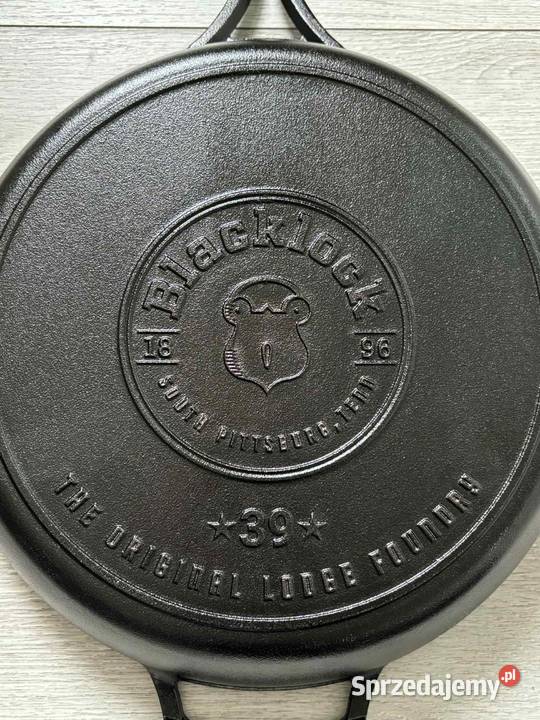 Blacklock
18 96
SOUTH PITTSBURG, TENN
★39★
THE ORIGINAL LODGE FOUNDRY
Sprzedajemy.pl